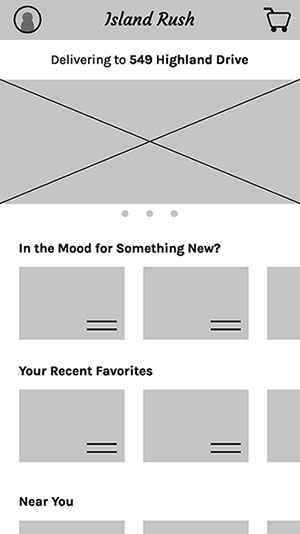 Island Rush
Delivering to 549 Highland Drive
In the Mood for Something New?
Your Recent Favorites
Near You